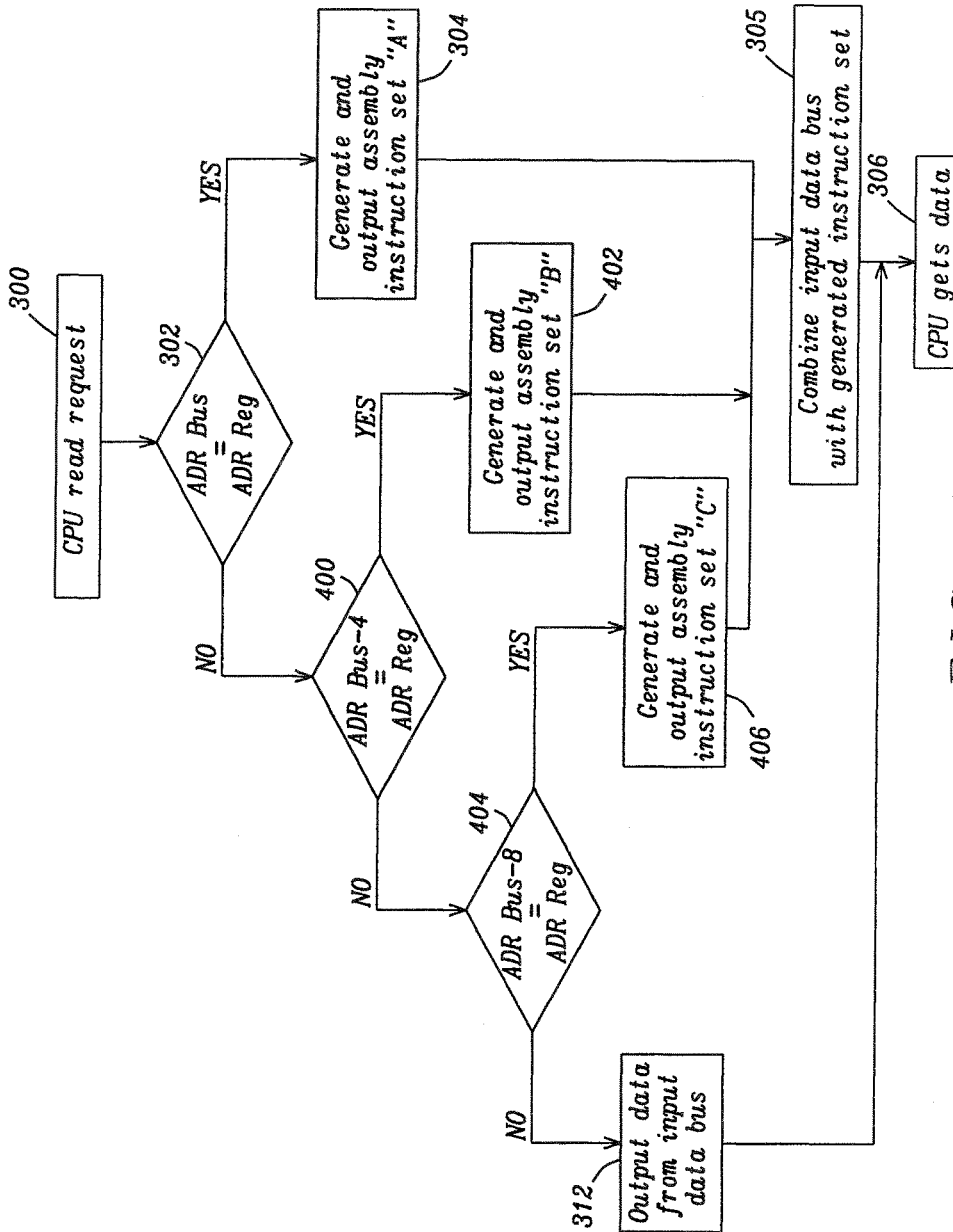 300
CPU read request
302
ADR Bus
=
ADR Reg
YES
304
Generate and
output assembly
instruction set "A"
NO
400
ADR Bus-4
=
ADR Reg
YES
402
Generate and
output assembly
instruction set "B"
NO
404
ADR Bus-8
=
ADR Reg
YES
406
Generate and
output assembly
instruction set "C"
NO
312
Output data
from input
data bus
305
Combine input data bus
with generated instruction set
306
CPU gets data